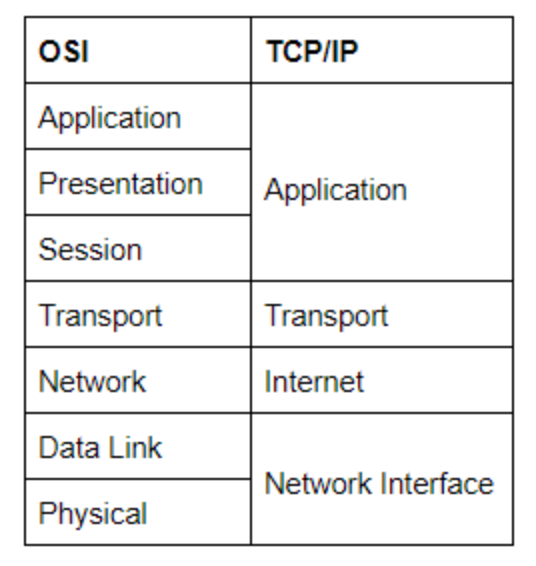 OSI TCP/IP
Application
Presentation Application
Session
Transport Transport
Network Internet
Data Link
Network Interface
Physical